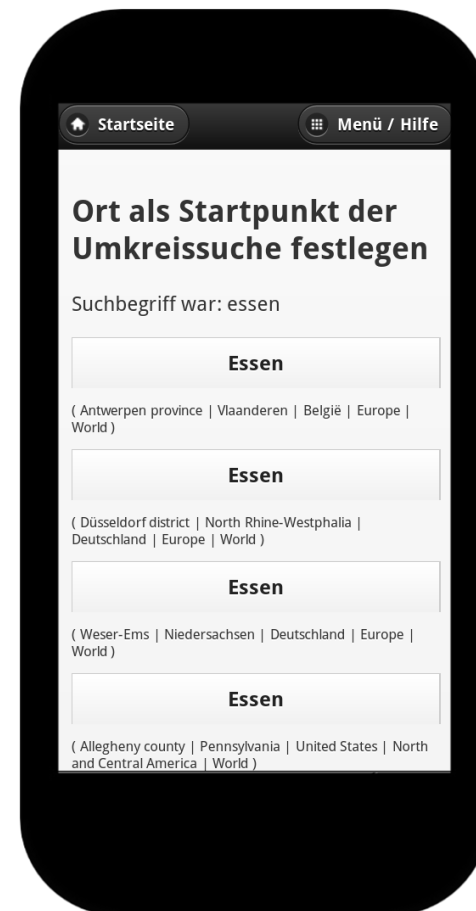 Startseite
Menü / Hilfe
Ort als Startpunkt der
Umkreissuche festlegen
Suchbegriff war: essen
Essen
( Antwerpen province | Vlaanderen | België | Europe |
World )
Essen
( Düsseldorf district | North Rhine-Westphalia |
Deutschland | Europe | World )
Essen
( Weser-Ems | Niedersachsen | Deutschland | Europe |
World )
Essen
( Allegheny county | Pennsylvania | United States | North
and Central America | World )